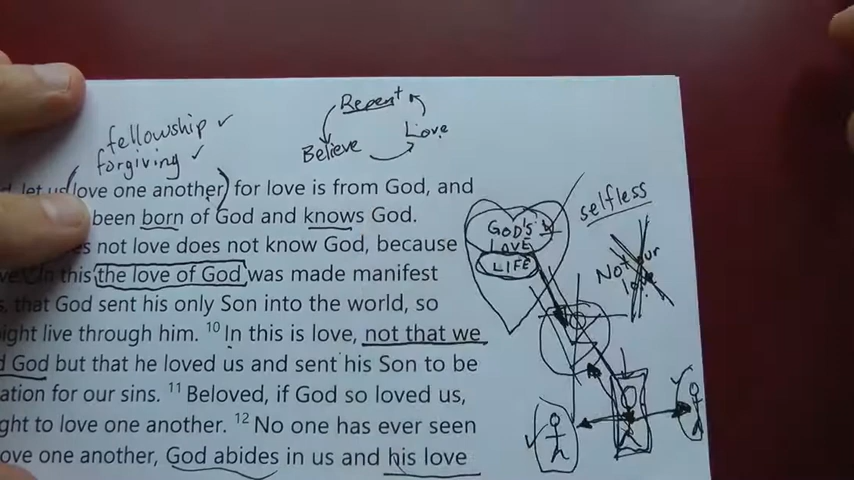 Repent
Love
Believe
fellowship ✓
forgiving ✓
let us (love one another) for love is from God, and
been born of God and knows God.
not love does not know God, because
In this the love of God was made manifest
that God sent his only Son into the world, so
might live through him. 10 In this is love, not that we
God but that he loved us and sent his Son to be
for our sins. 11 Beloved, if God so loved us,
to love one another. 12 No one has ever seen
love one another, God abides in us and his love
selfless
GOD'S
LOVE
LIFE
Not our